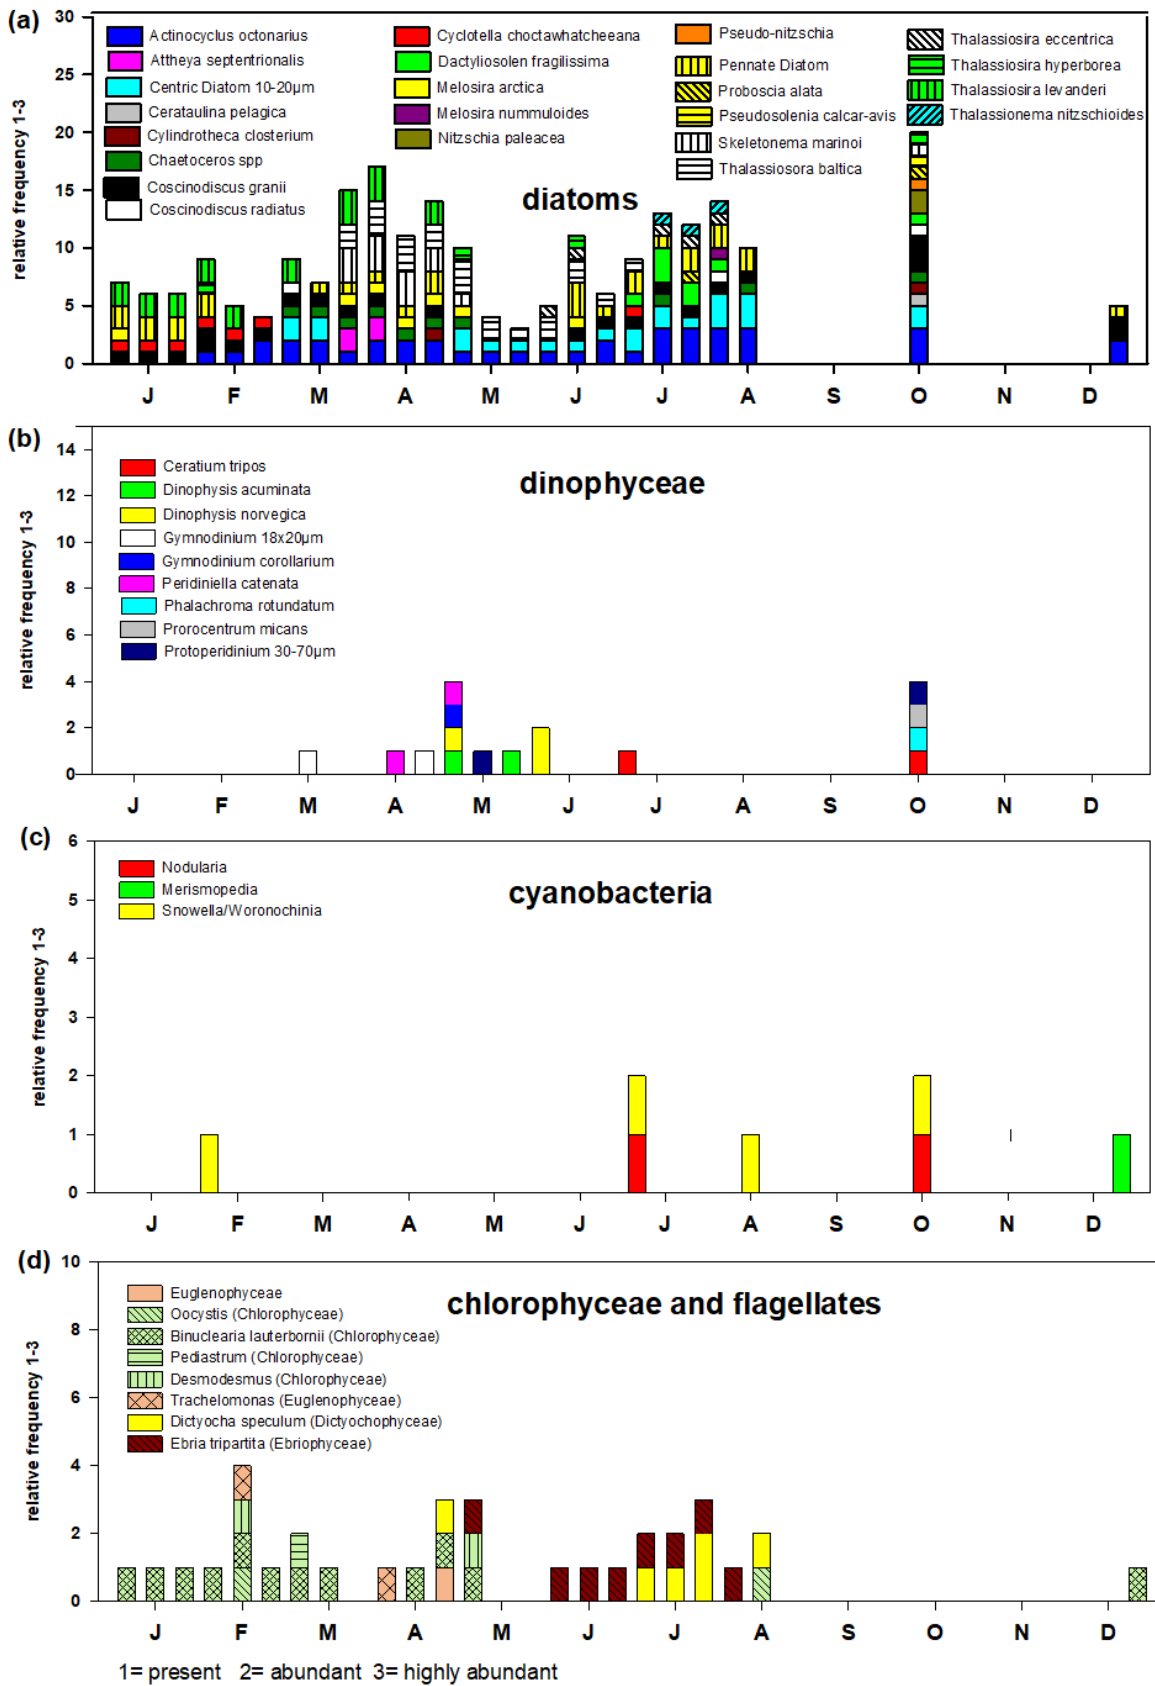 (a)
30
25
20
15
10
5
0
relative frequency 1-3
Actinocyclus octonarius
Attheya septentrionalis
Centric Diatom 10-20µm
Cerataulina pelagica
Cylindrotheca closterium
Chaetoceros spp
Coscinodiscus granii
Coscinodiscus radiatus
Cyclotella choctawhatcheeana
Dactyliosolen fragilissima
Melosira arctica
Melosira nummuloides
Nitzschia paleacea
Pseudo-nitzschia
Pennate Diatom
Proboscia alata
Pseudosolenia calcar-avis
Skeletonema marinoi
Thalassiosora baltica
Thalassiosira eccentrica
Thalassiosira hyperborea
Thalassiosira levanderi
Thalassionema nitzschioides
diatoms
J F M A M J J A S O N D
(b)
14
12
10
8
6
4
2
0
relative frequency 1-3
Ceratium tripos
Dinophysis acuminata
Dinophysis norvegica
Gymnodinium 18x20µm
Gymnodinium corollarium
Peridiniella catenata
Phalachroma rotundatum
Prorocentrum micans
Protoperidinium 30-70µm
dinophyceae
J F M A M J J A S O N D
(c)
6
5
4
3
2
1
0
relative frequency 1-3
Nodularia
Merismopedia
Snowella/Woronochinia
cyanobacteria
J F M A M J J A S O N D
(d)
10
8
6
4
2
0
relative frequency 1-3
Euglenophyceae
Oocystis (Chlorophyceae)
Binuclearia lauterbornii (Chlorophyceae)
Pediastrum (Chlorophyceae)
Desmodesmus (Chlorophyceae)
Trachelomonas (Euglenophyceae)
Dictyocha speculum (Dictyochophyceae)
Ebria tripartita (Ebriophyceae)
chlorophyceae and flagellates
J F M A M J J A S O N D
1= present 2= abundant 3= highly abundant